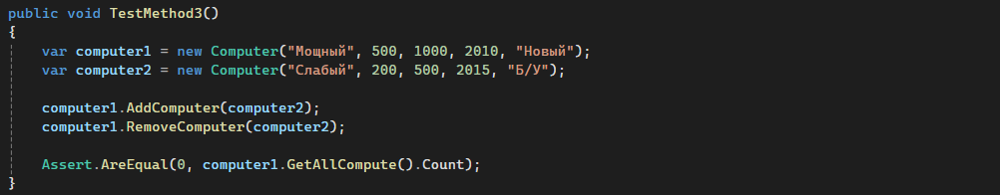 public void TestMethod3()
{
    var computer1 = new Computer("Мощный", 500, 1000, 2010, "Новый");
    var computer2 = new Computer("Слабый", 200, 500, 2015, "Б/У");

    computer1.AddComputer(computer2);
    computer1.RemoveComputer(computer2);

    Assert.AreEqual(0, computer1.GetAllCompute().Count);
}